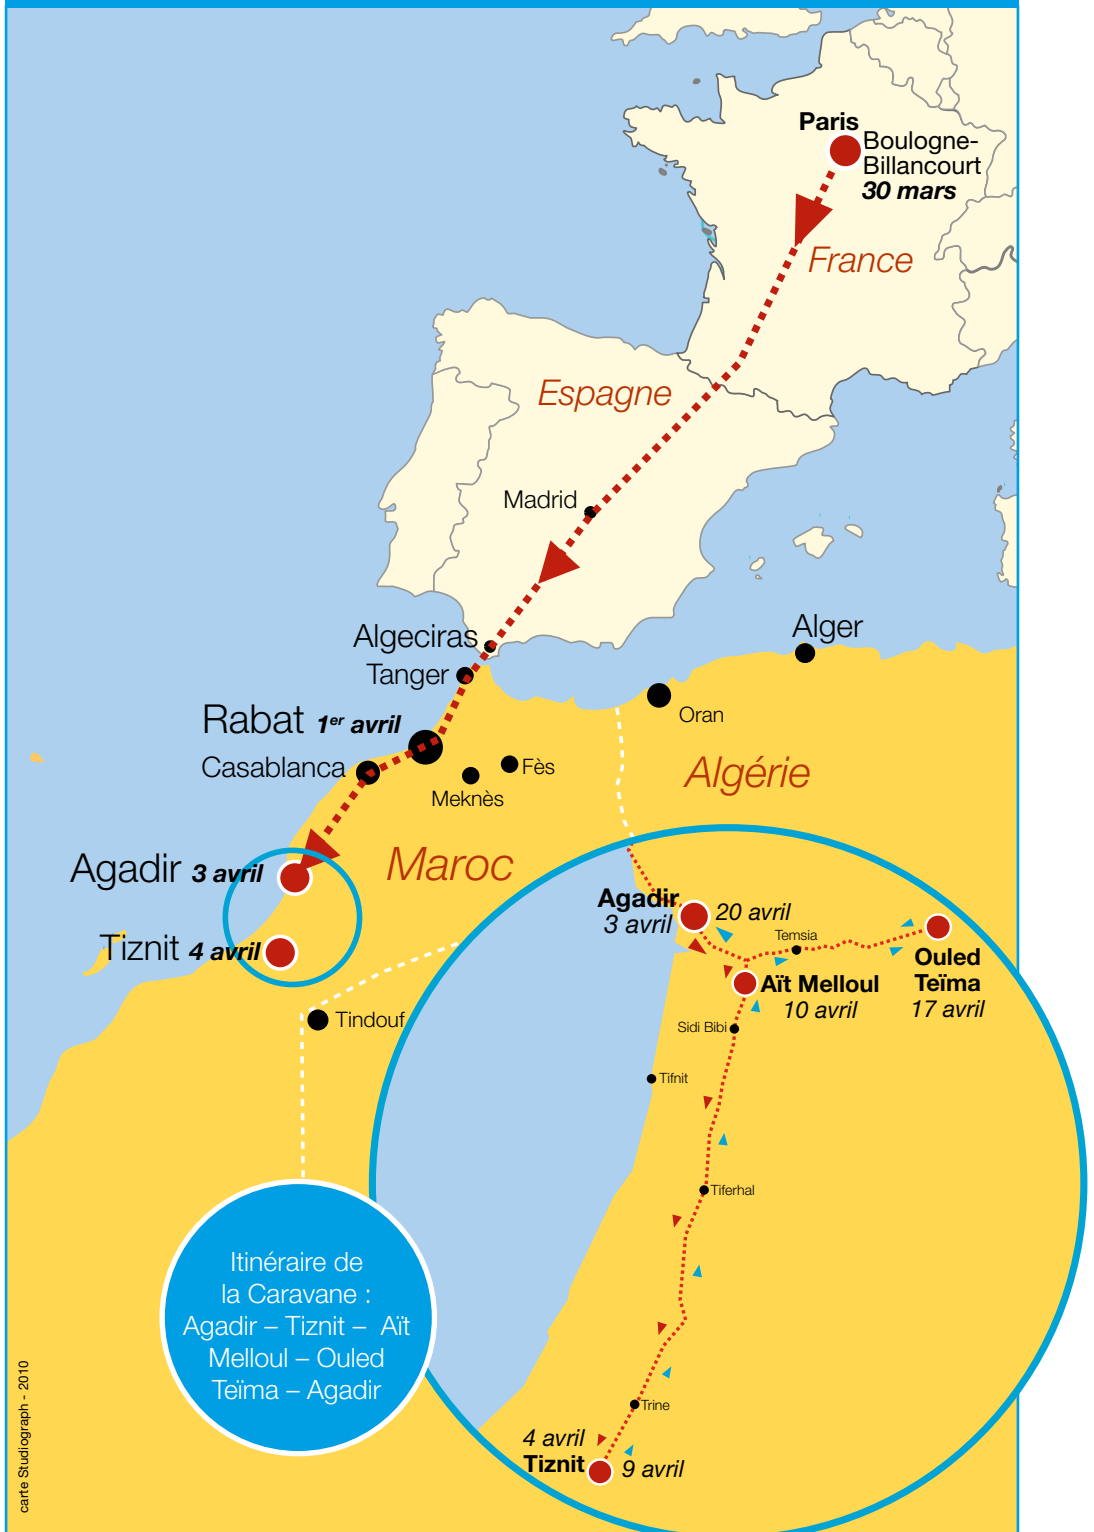 Paris
Boulogne-
Billancourt
30 mars
France
Espagne
Madrid
Algeciras
Tanger
Alger
Rabat 1er avril
Oran
Casablanca
Fès
Meknès
Algérie
Maroc
Agadir 3 avril
Tiznit 4 avril
Tindouf
Agadir
3 avril
20 avril
Temsia
Ouled
Teïma
17 avril
Aït Melloul
10 avril
Sidi Bibi
Tifnit
Tiferhal
Trine
4 avril
Tiznit
9 avril
Itinéraire de
la Caravane :
Agadir – Tiznit – Aït
Melloul – Ouled
Teïma – Agadir
carte Studiograph - 2010